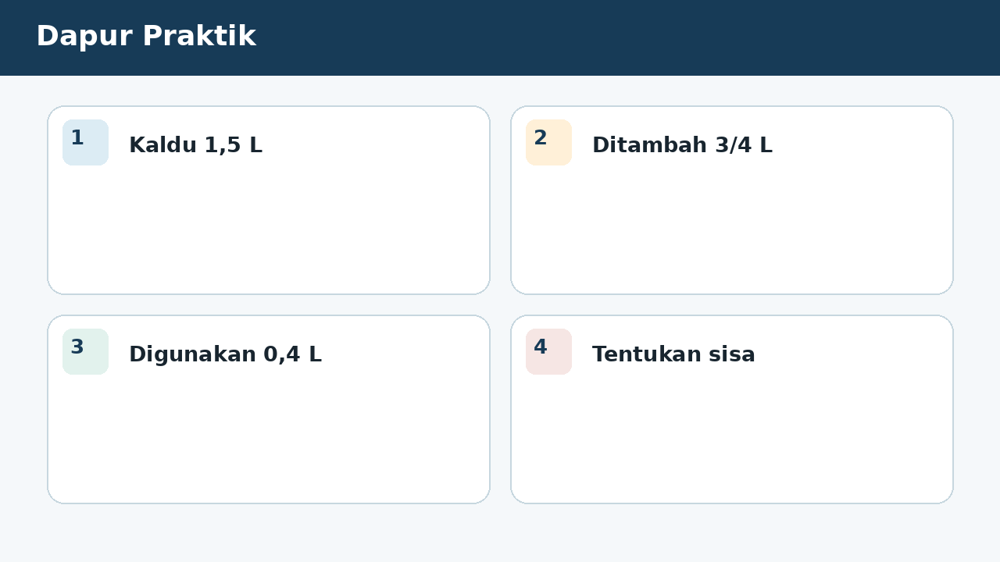 Dapur Praktik
1
Kaldu 1,5 L
2
Ditambah 3/4 L
3
Digunakan 0,4 L
4
Tentukan sisa